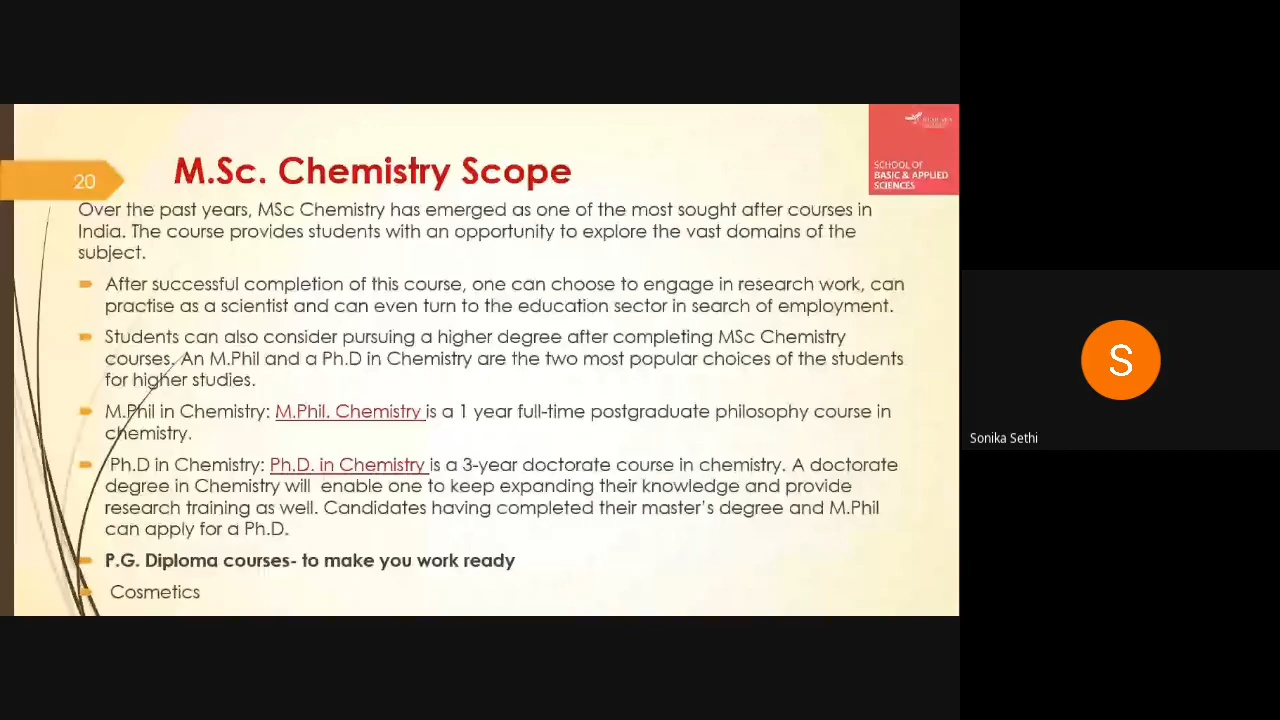 20
M.Sc. Chemistry Scope
SCHOOL OF
BASIC & APPLIED
SCIENCES
Over the past years, MSc Chemistry has emerged as one of the most sought after courses in
India. The course provides students with an opportunity to explore the vast domains of the
subject.
After successful completion of this course, one can choose to engage in research work, can
practise as a scientist and can even turn to the education sector in search of employment.
Students can also consider pursuing a higher degree after completing MSc Chemistry
courses. An M.Phil and a Ph.D in Chemistry are the two most popular choices of the students
for higher studies.
M.Phil in Chemistry: M.Phil. Chemistry is a 1 year full-time postgraduate philosophy course in
chemistry.
Ph.D in Chemistry: Ph.D. in Chemistry is a 3-year doctorate course in chemistry. A doctorate
degree in Chemistry will enable one to keep expanding their knowledge and provide
research training as well. Candidates having completed their master's degree and M.Phil
can apply for a Ph.D.
P.G. Diploma courses- to make you work ready
Cosmetics
S
Sonika Sethi